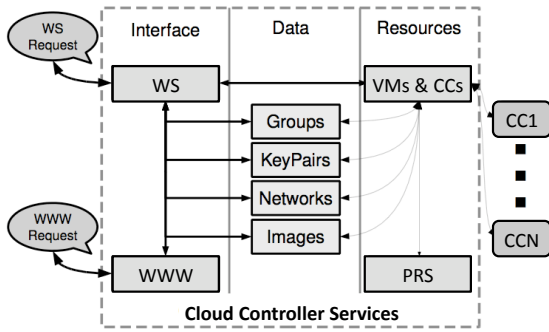 WS
Request
Interface
Data
Resources
WS
VMs & CCs
Groups
CC1
KeyPairs
Networks
WWW
Request
Images
CCN
WWW
PRS
Cloud Controller Services